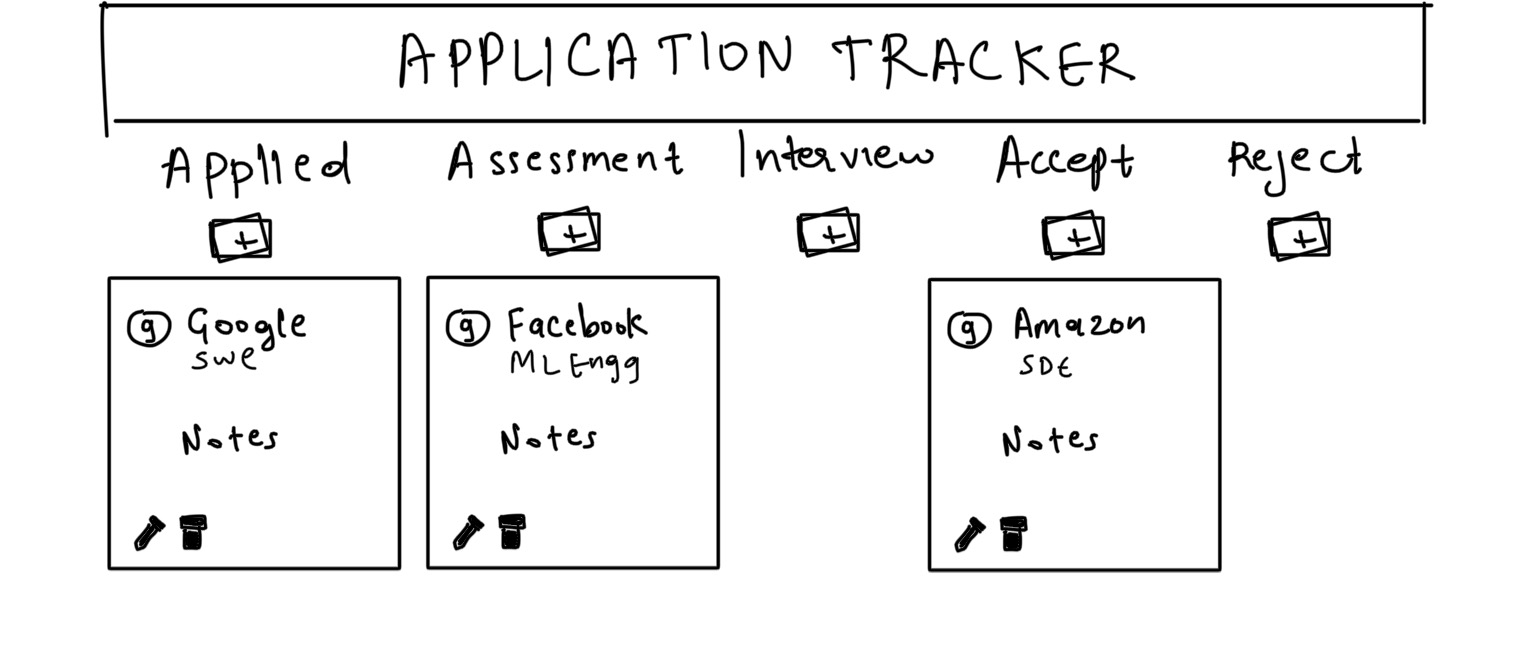 APPLICATION TRACKER
Applied Assessment Interview Accept Reject
+ + + + +
g Google
swe
Notes
g Facebook
ML Engg
Notes
g Amazon
SDE
Notes